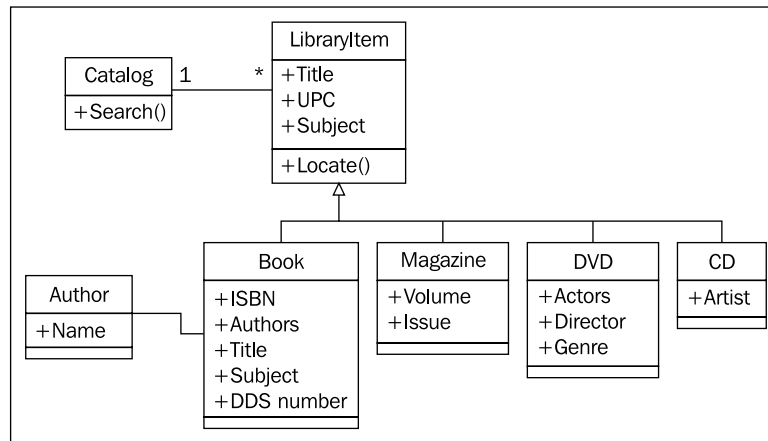 LibraryItem
+Title
+UPC
+Subject
+Locate()
Catalog
+Search()
1
*
Book
+ISBN
+Authors
+Title
+Subject
+DDS number
Magazine
+Volume
+Issue
DVD
+Actors
+Director
+Genre
CD
+Artist
Author
+Name